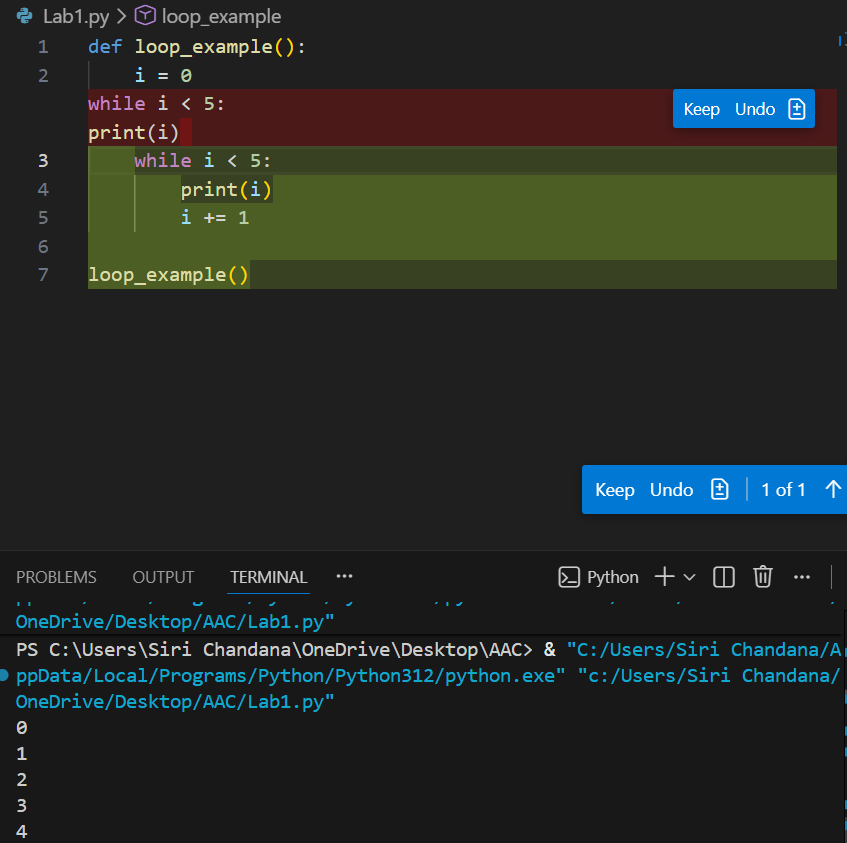 Lab1.py > loop_example
1 def loop_example():
2     i = 0
while i < 5:
Keep Undo
print(i)
3     while i < 5:
4         print(i)
5         i += 1
6
7 loop_example()
Keep Undo 1 of 1
PROBLEMS OUTPUT TERMINAL ... Python
OneDrive/Desktop/AAC/Lab1.py"
PS C:\Users\Siri Chandana\OneDrive\Desktop\AAC> & "C:/Users/Siri Chandana/A
ppData/Local/Programs/Python/Python312/python.exe" "c:/Users/Siri Chandana/
OneDrive/Desktop/AAC/Lab1.py"
0
1
2
3
4